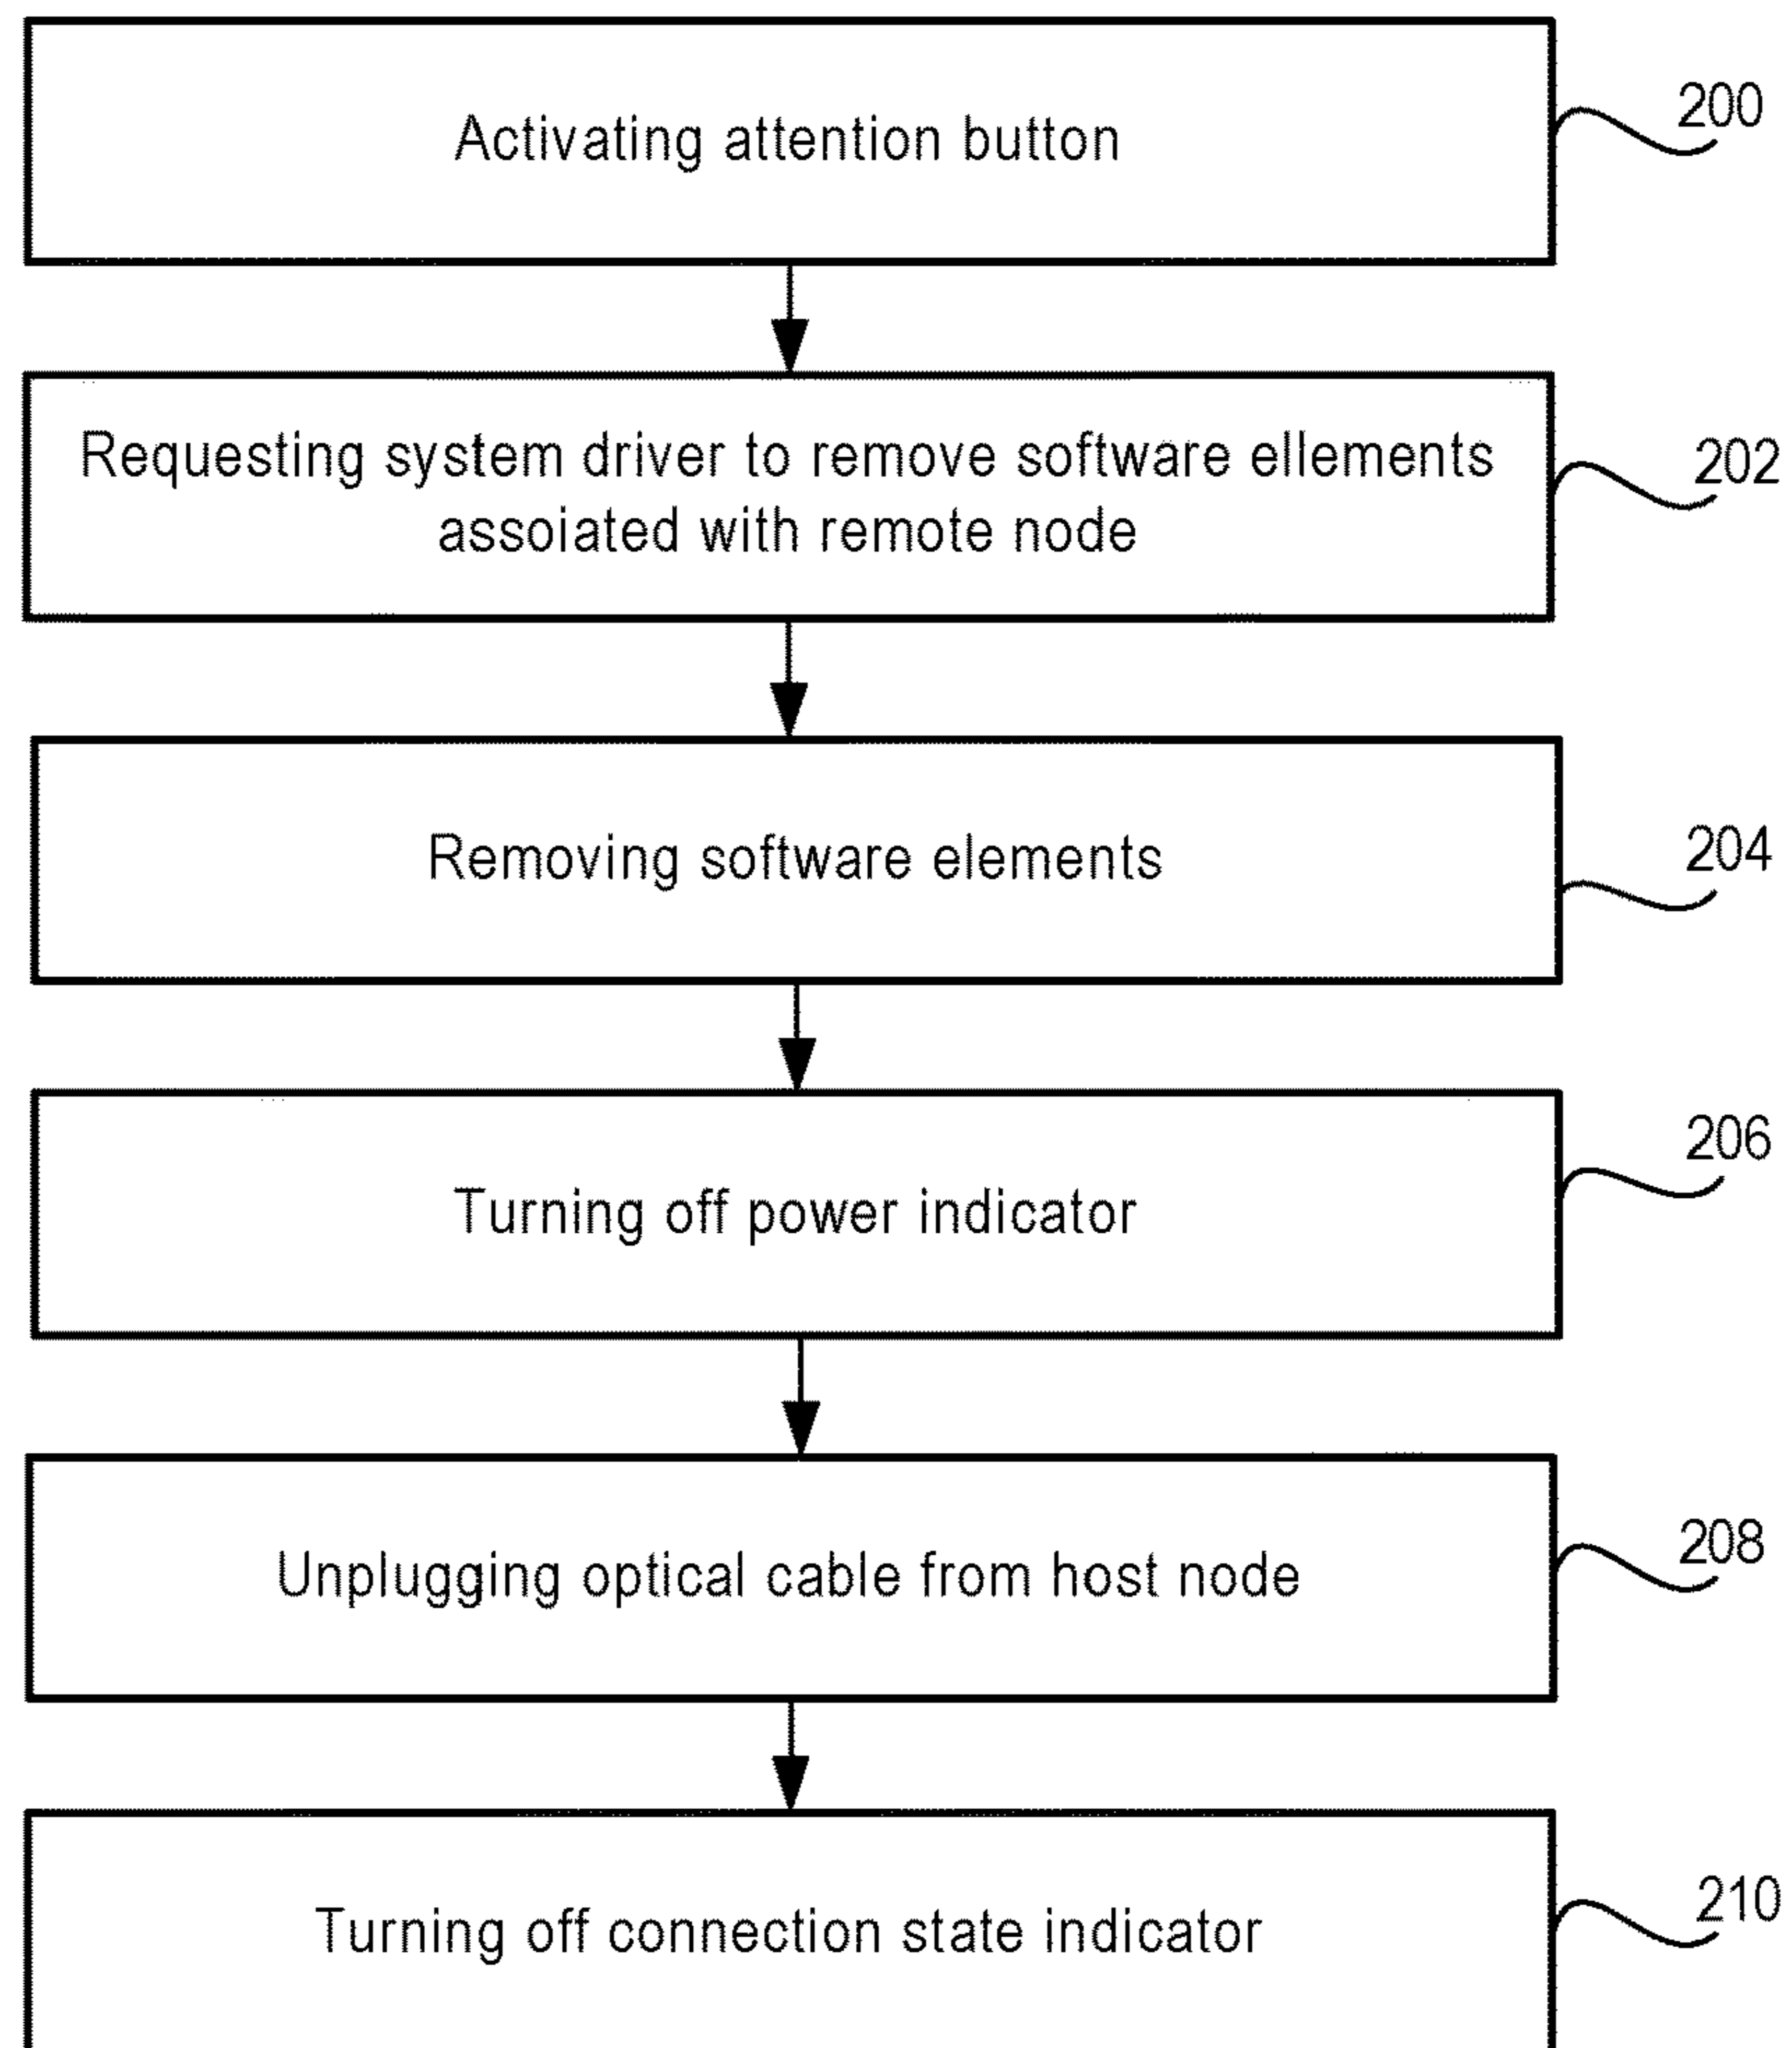 Activating attention button
200
Requesting system driver to remove software ellements
assoiated with remote node
202
Removing software elements
204
Turning off power indicator
206
Unplugging optical cable from host node
208
Turning off connection state indicator
210